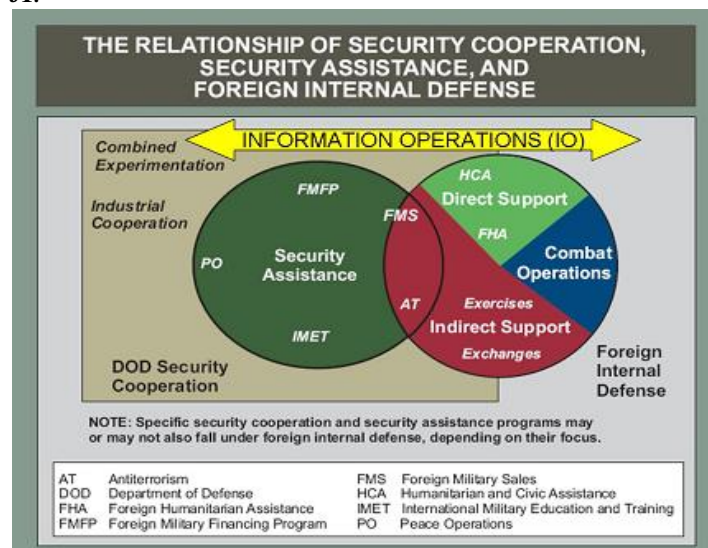 THE RELATIONSHIP OF SECURITY COOPERATION,
SECURITY ASSISTANCE, AND
FOREIGN INTERNAL DEFENSE
INFORMATION OPERATIONS (IO)
Combined
Experimentation
Industrial
Cooperation
FMFP
FMS
PO
Security
Assistance
AT
IMET
HCA
Direct Support
FHA
Combat
Operations
Exercises
Indirect Support
Exchanges
DOD Security
Cooperation
Foreign
Internal
Defense
NOTE: Specific security cooperation and security assistance programs may
or may not also fall under foreign internal defense, depending on their focus.
AT Antiterrorism
DOD Department of Defense
FHA Foreign Humanitarian Assistance
FMFP Foreign Military Financing Program
FMS Foreign Military Sales
HCA Humanitarian and Civic Assistance
IMET International Military Education and Training
PO Peace Operations